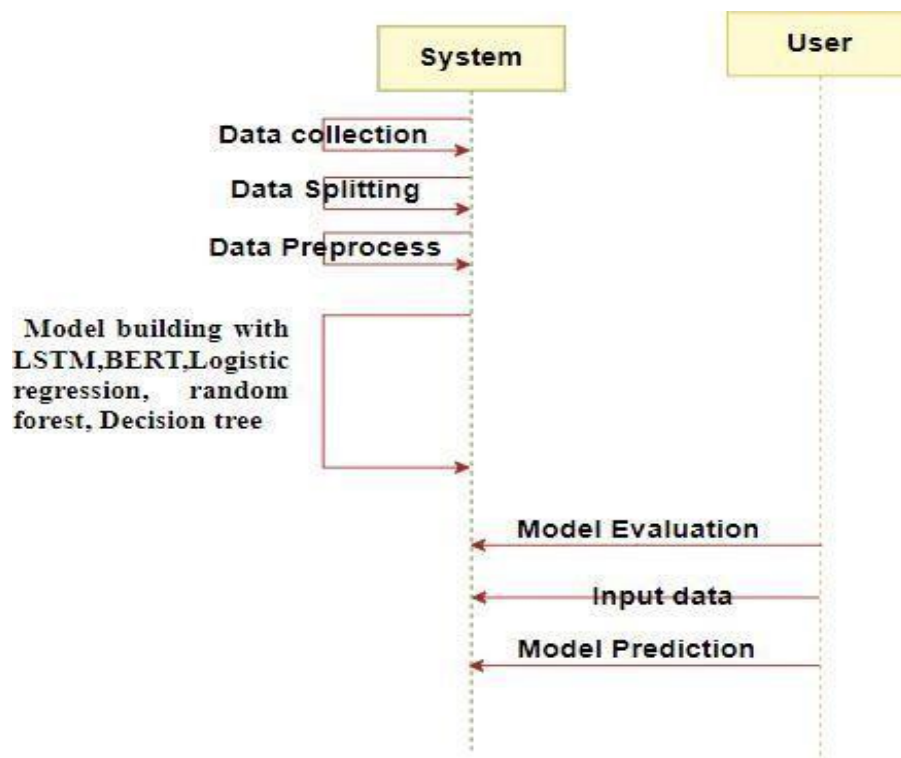 System
User
Data collection
Data Splitting
Data Preprocess
Model building with
LSTM,BERT,Logistic
regression, random
forest, Decision tree
Model Evaluation
Input data
Model Prediction